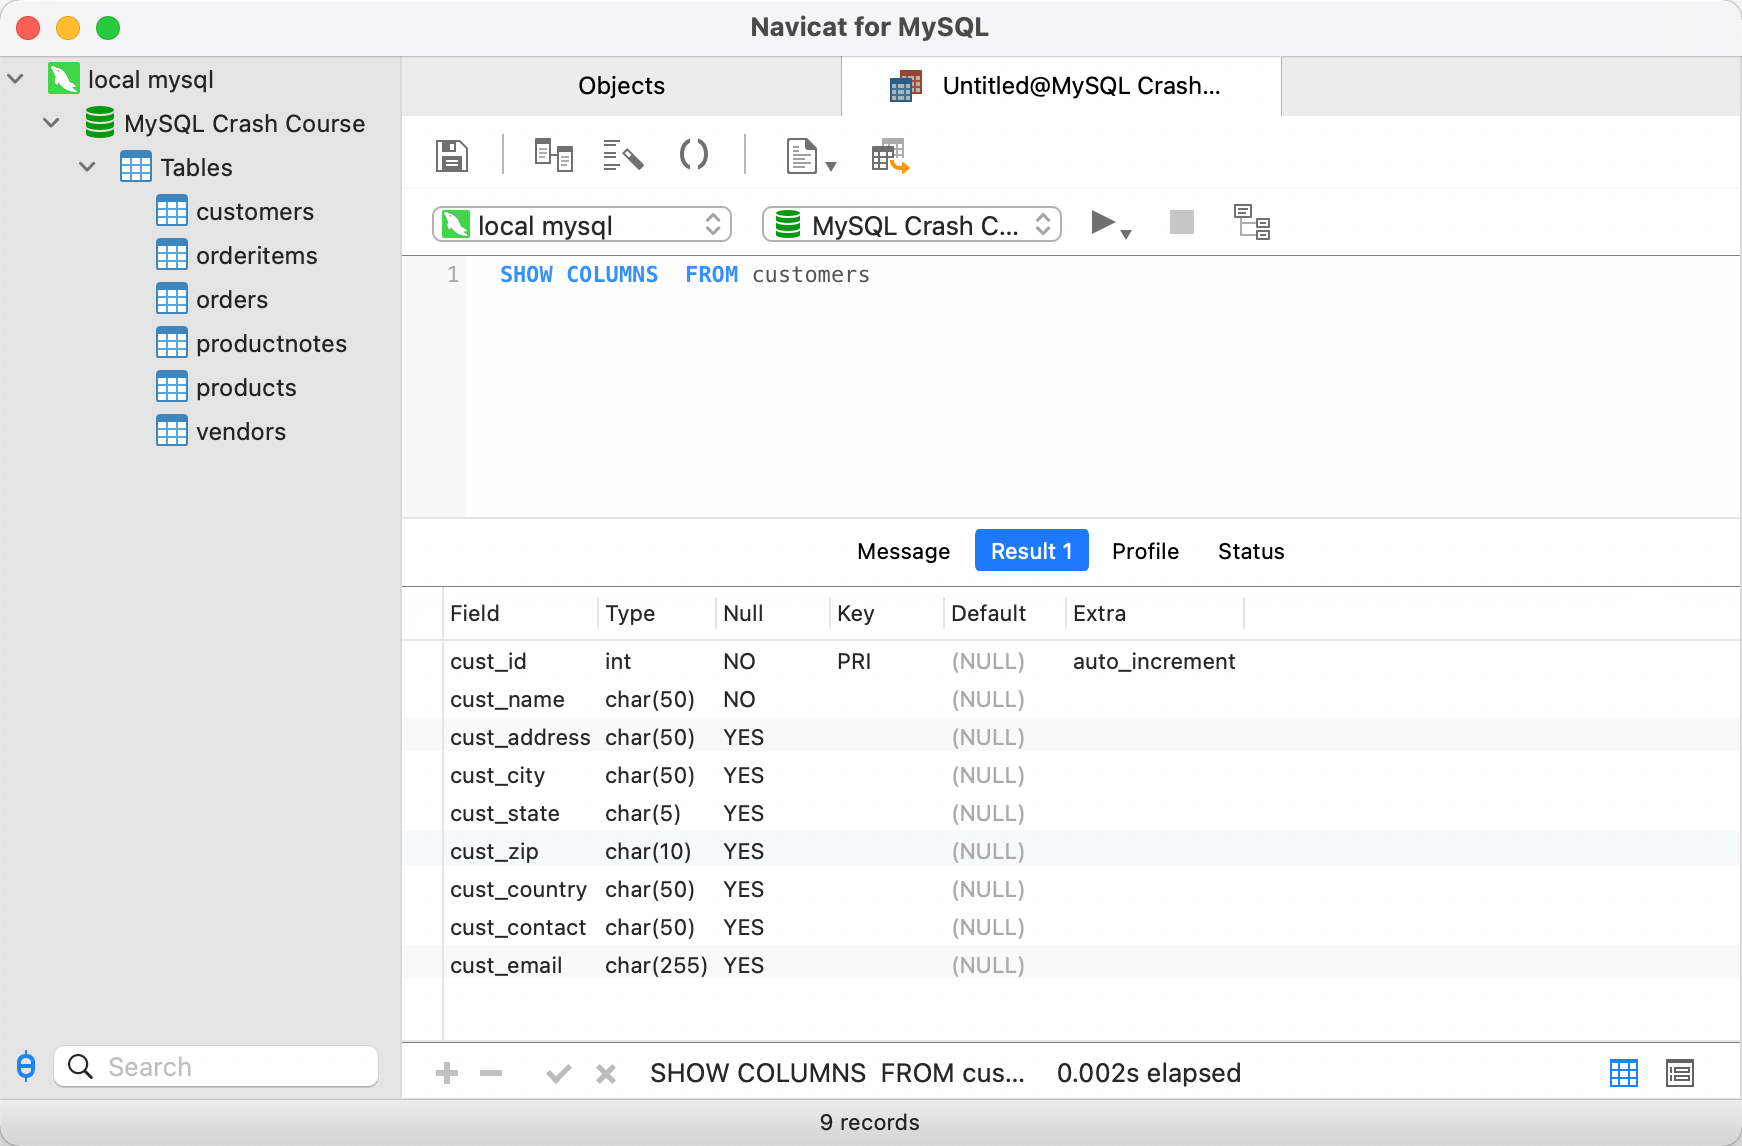 Navicat for MySQL
local mysql
MySQL Crash Course
Tables
customers
orderitems
orders
productnotes
products
vendors
Search
Objects
Untitled@MySQL Crash...
local mysql
MySQL Crash C...
1 SHOW COLUMNS  FROM customers
Message Result 1 Profile Status
Field Type Null Key Default Extra
cust_id int NO PRI (NULL) auto_increment
cust_name char(50) NO (NULL)
cust_address char(50) YES (NULL)
cust_city char(50) YES (NULL)
cust_state char(5) YES (NULL)
cust_zip char(10) YES (NULL)
cust_country char(50) YES (NULL)
cust_contact char(50) YES (NULL)
cust_email char(255) YES (NULL)
SHOW COLUMNS  FROM cus... 0.002s elapsed
9 records